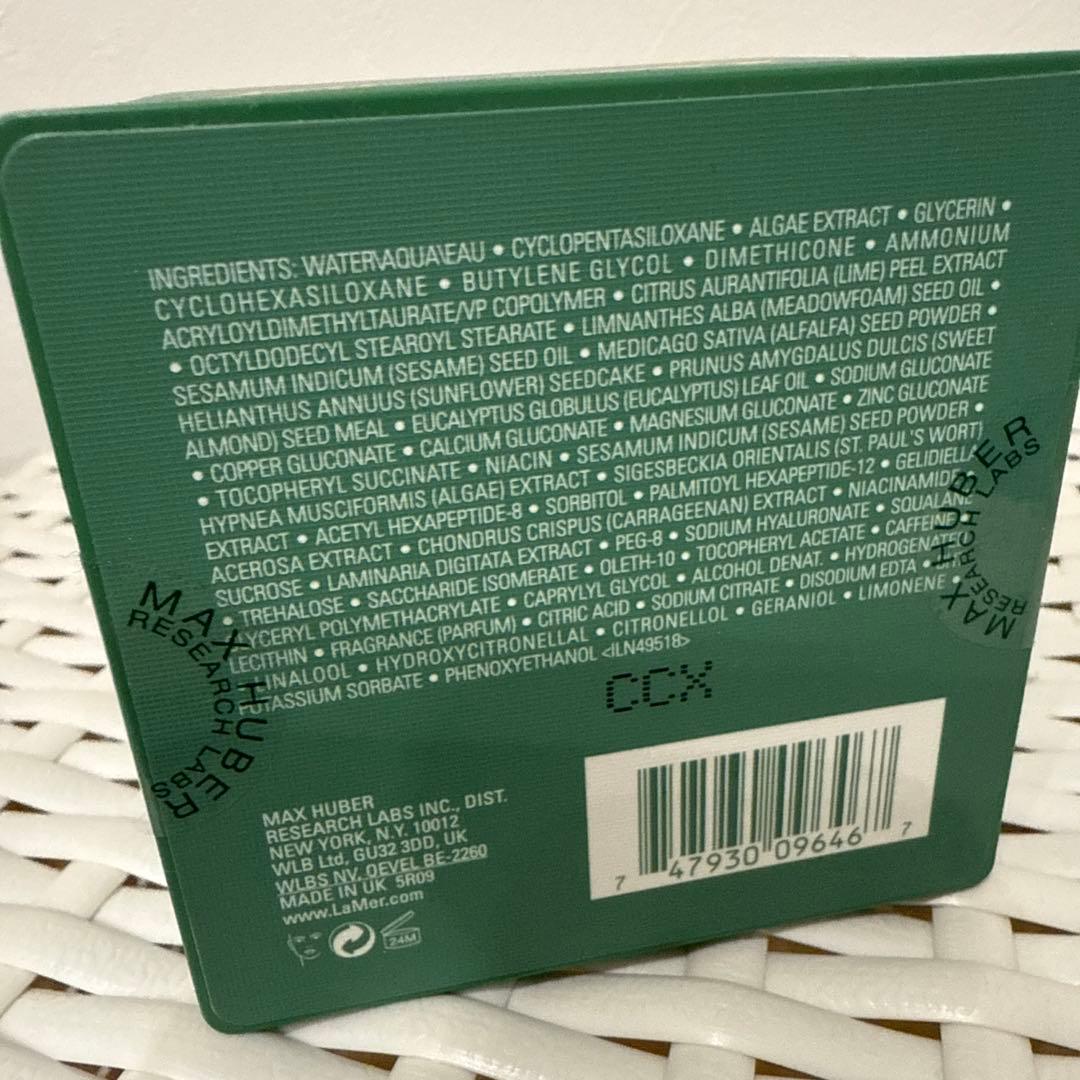 INGREDIENTS: WATER\AQUA\EAU • CYCLOPENTASILOXANE • ALGAE EXTRACT • GLYCERIN •
CYCLOHEXASILOXANE • BUTYLENE GLYCOL • DIMETHICONE • AMMONIUM
ACRYLOYLDIMETHYLTAURATE/VP COPOLYMER • CITRUS AURANTIFOLIA (LIME) PEEL EXTRACT
• OCTYLDODECYL STEAROYL STEARATE • LIMNANTHES ALBA (MEADOWFOAM) SEED OIL •
SESAMUM INDICUM (SESAME) SEED OIL • MEDICAGO SATIVA (ALFALFA) SEED POWDER •
HELIANTHUS ANNUUS (SUNFLOWER) SEEDCAKE • PRUNUS AMYGDALUS DULCIS (SWEET
ALMOND) SEED MEAL • EUCALYPTUS GLOBULUS (EUCALYPTUS) LEAF OIL • SODIUM GLUCONATE
• COPPER GLUCONATE • CALCIUM GLUCONATE • MAGNESIUM GLUCONATE • ZINC GLUCONATE
• TOCOPHERYL SUCCINATE • NIACIN • SESAMUM INDICUM (SESAME) SEED POWDER •
HYPNEA MUSCIFORMIS (ALGAE) EXTRACT • SIGESBECKIA ORIENTALIS (ST. PAUL'S WORT)
EXTRACT • ACETYL HEXAPEPTIDE-8 • SORBITOL • PALMITOYL HEXAPEPTIDE-12 • GELIDIELLA
ACEROSA EXTRACT • CHONDRUS CRISPUS (CARRAGEENAN) EXTRACT • NIACINAMIDE
SUCROSE • LAMINARIA DIGITATA EXTRACT • PEG-8 • SODIUM HYALURONATE • SQUALANE
• TREHALOSE • SACCHARIDE ISOMERATE • OLETH-10 • TOCOPHERYL ACETATE • CAFFEINE
GLYCERYL POLYMETHACRYLATE • CAPRYLYL GLYCOL • ALCOHOL DENAT. • HYDROGENATED
LECITHIN • FRAGRANCE (PARFUM) • CITRIC ACID • SODIUM CITRATE • DISODIUM EDTA •
LINALOOL • HYDROXYCITRONELLAL • CITRONELLOL • GERANIOL • LIMONENE •
POTASSIUM SORBATE • PHENOXYETHANOL <ILN49518>
CCX
MAX HUBER
RESEARCH LABS
MAX HUBER
RESEARCH LABS
MAX HUBER
RESEARCH LABS INC., DIST.
NEW YORK, N.Y. 10012
WLB Ltd, GU32 3DD, UK
WLBS NV. OEVEL BE-2260
MADE IN UK 5R09
www.LaMer.com
24M
7 47930 09646 7